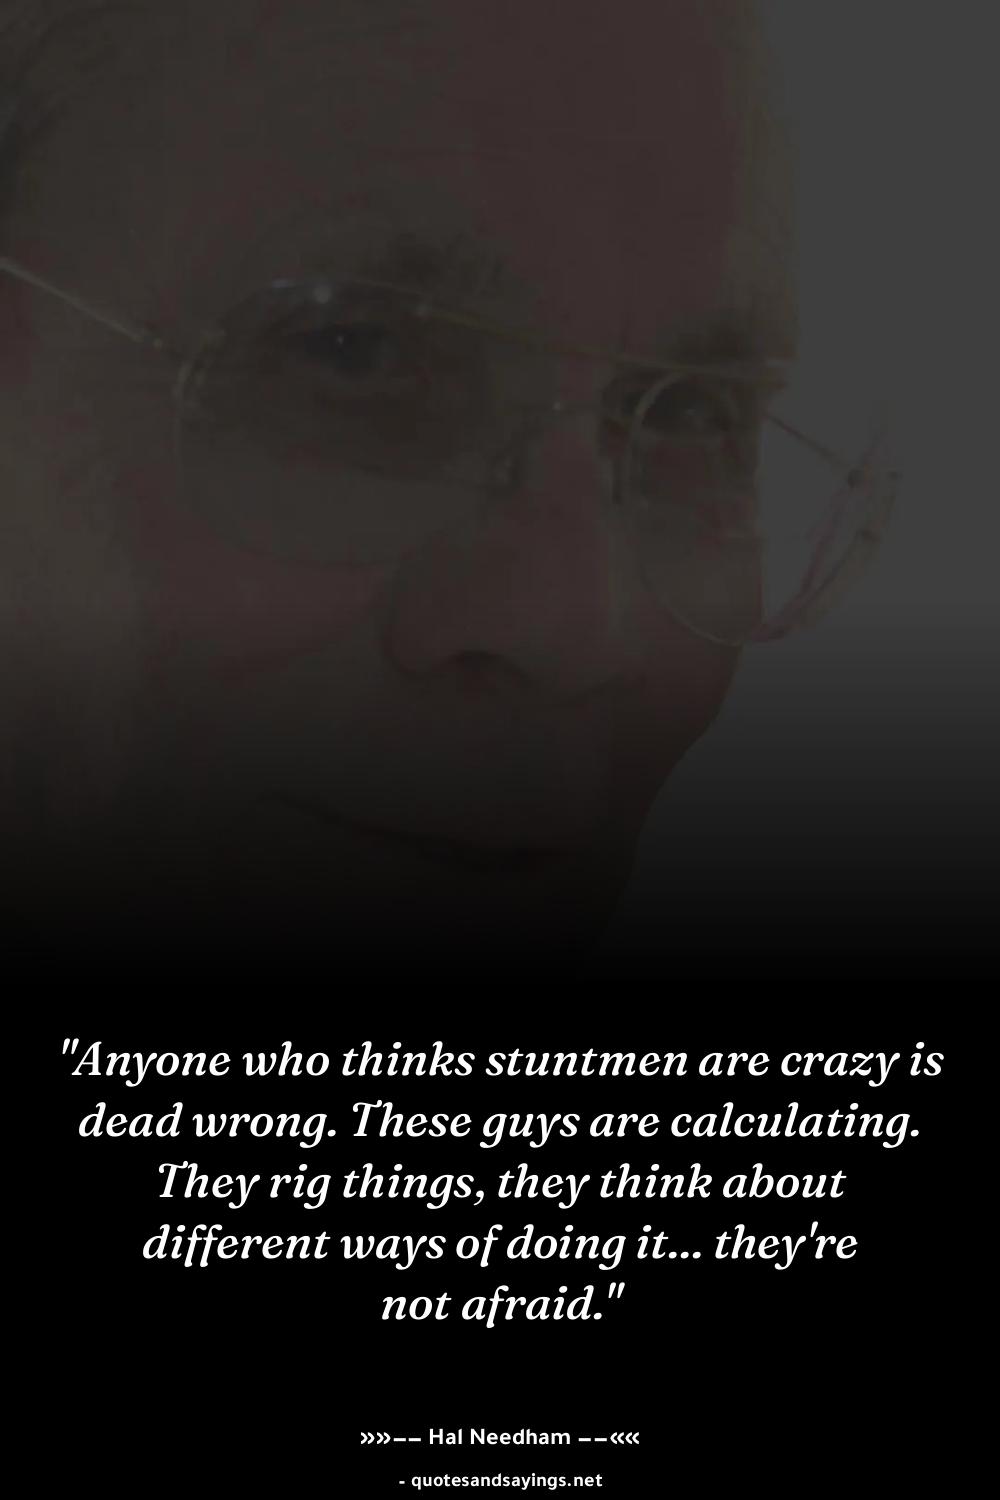 "Anyone who thinks stuntmen are crazy is
dead wrong. These guys are calculating.
They rig things, they think about
different ways of doing it... they're
not afraid."
»»−− Hal Needham −−««
- quotesandsayings.net